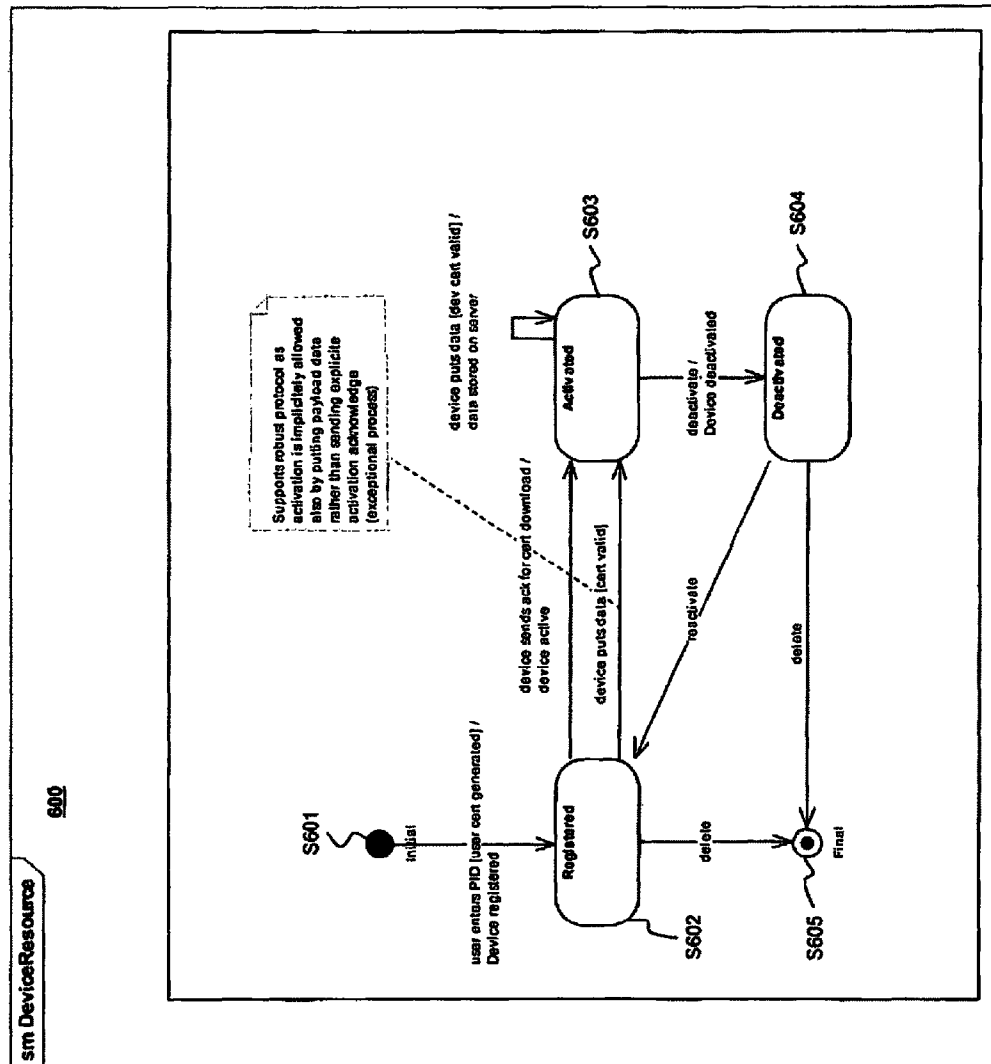 sm DeviceResource
600
S601
Initial
user enters PID [user cert generated] /
Device registered
Registered
S602
delete
S605
Final
Supports robust protocol as
activation is implicitely allowed
also by putting payload data
rather than sending explicite
activation acknowledge
(exceptional process)
device sends ack for cert download /
device active
device puts data [cert valid]
reactivate
delete
device puts data [dev cert valid] /
data stored on server
Activated
S603
deactivate /
Device deactivated
Deactivated
S604